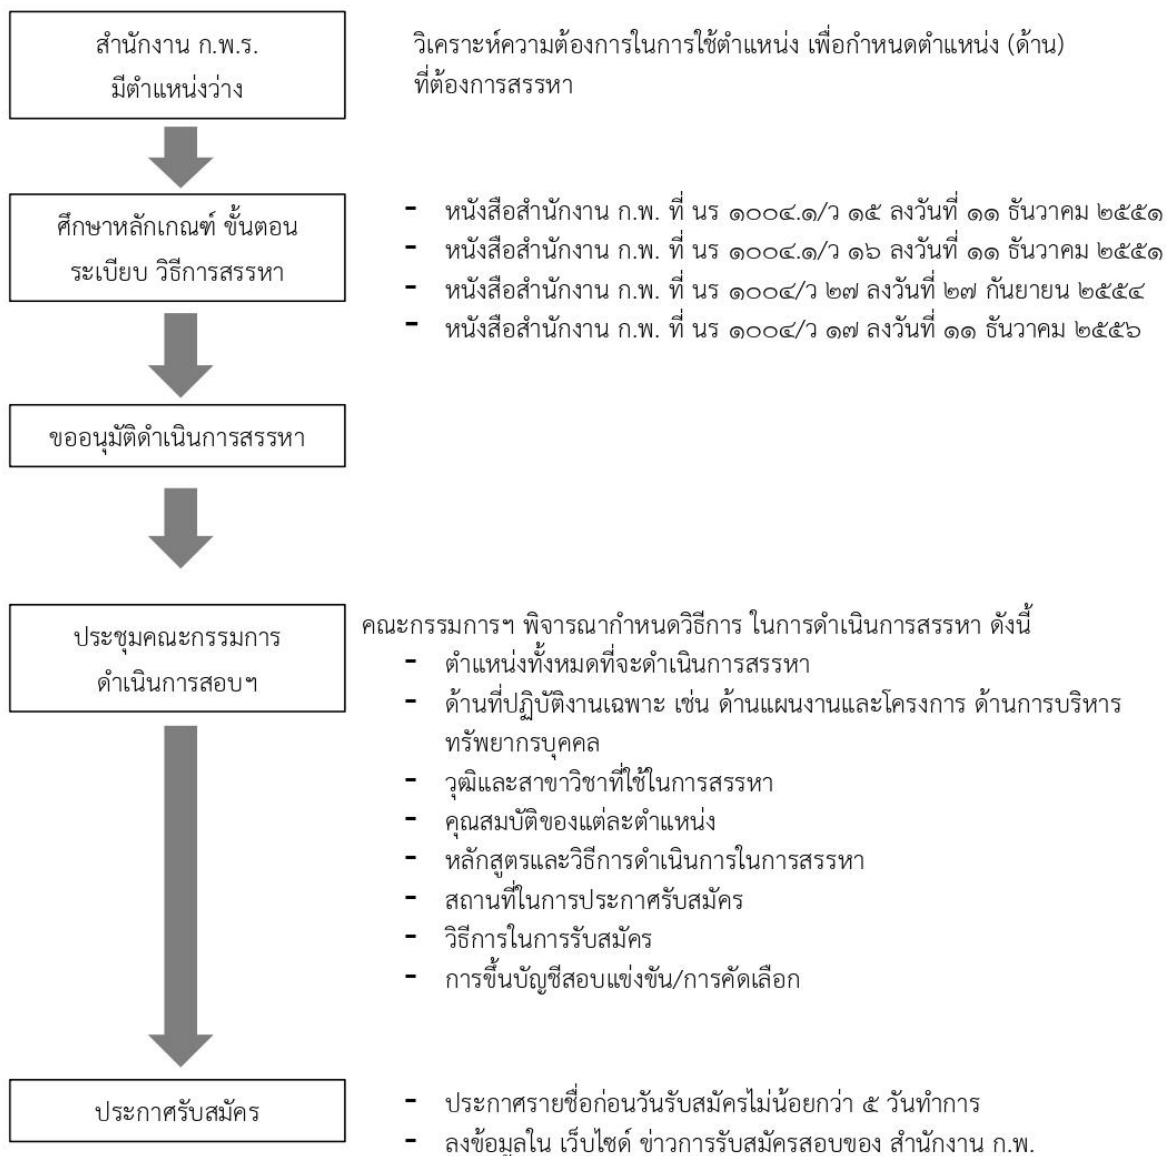 สำนักงาน ก.พ.ร.
มีตำแหน่งว่าง
วิเคราะห์ความต้องการในการใช้ตำแหน่ง เพื่อกำหนดตำแหน่ง (ด้าน)
ที่ต้องการสรรหา
ศึกษาหลักเกณฑ์ ขั้นตอน
ระเบียบ วิธีการสรรหา
- หนังสือสำนักงาน ก.พ. ที่ นร ๑๐๐๔.๑/ว ๑๕ ลงวันที่ ๑๑ ธันวาคม ๒๕๕๑
- หนังสือสำนักงาน ก.พ. ที่ นร ๑๐๐๔.๑/ว ๑๖ ลงวันที่ ๑๑ ธันวาคม ๒๕๕๑
- หนังสือสำนักงาน ก.พ. ที่ นร ๑๐๐๔/ว ๒๗ ลงวันที่ ๒๗ กันยายน ๒๕๕๔
- หนังสือสำนักงาน ก.พ. ที่ นร ๑๐๐๔/ว ๑๗ ลงวันที่ ๑๑ ธันวาคม ๒๕๕๖
ขออนุมัติดำเนินการสรรหา
ประชุมคณะกรรมการ
ดำเนินการสอบฯ
คณะกรรมการฯ พิจารณากำหนดวิธีการ ในการดำเนินการสรรหา ดังนี้
- ตำแหน่งทั้งหมดที่จะดำเนินการสรรหา
- ด้านที่ปฏิบัติงานเฉพาะ เช่น ด้านแผนงานและโครงการ ด้านการบริหาร
ทรัพยากรบุคคล
- วุฒิและสาขาวิชาที่ใช้ในการสรรหา
- คุณสมบัติของแต่ละตำแหน่ง
- หลักสูตรและวิธีการดำเนินการในการสรรหา
- สถานที่ในการประกาศรับสมัคร
- วิธีการในการรับสมัคร
- การขึ้นบัญชีสอบแข่งขัน/การคัดเลือก
ประกาศรับสมัคร
- ประกาศรายชื่อก่อนวันรับสมัครไม่น้อยกว่า ๕ วันทำการ
- ลงข้อมูลใน เว็บไซด์ ข่าวการรับสมัครสอบของ สำนักงาน ก.พ.